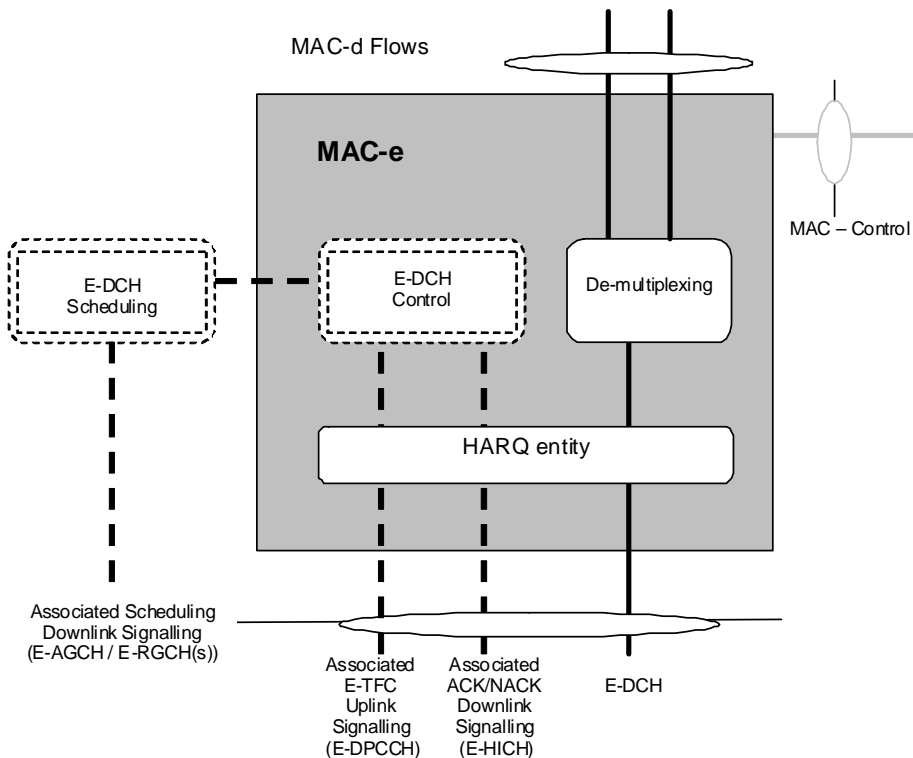 MAC-d Flows
MAC-e
MAC – Control
E-DCH
Scheduling
E-DCH
Control
De-multiplexing
HARQ entity
Associated Scheduling
Downlink Signalling
(E-AGCH / E-RGCH(s))
Associated
E-TFC
Uplink
Signalling
(E-DPCCH)
Associated
ACK/NACK
Downlink
Signalling
(E-HICH)
E-DCH